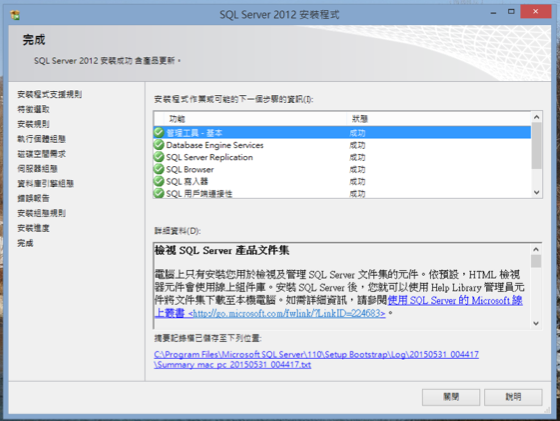 SQL Server 2012 安裝程式
完成
SQL Server 2012 安裝成功 含產品更新。
安裝程式支援規則
特徵選取
安裝規則
執行個體組態
磁碟空間需求
伺服器組態
資料庫引擎組態
錯誤報告
安裝組態規則
安裝進度
完成
安裝程式作業或可能的下一個步驟的資訊(I):
功能 狀態
管理工具 - 基本 成功
Database Engine Services 成功
SQL Server Replication 成功
SQL Browser 成功
SQL 寫入器 成功
SQL 用戶端連接性 成功
詳細資料(D):
檢視 SQL Server 產品文件集
電腦上只有安裝您用於檢視及管理 SQL Server 文件集的元件。依預設，HTML 檢視
器元件會使用線上組件庫。安裝 SQL Server 後，您就可以使用 Help Library 管理員元
件將文件集下載至本機電腦。如需詳細資訊，請參閱使用 SQL Server 的 Microsoft 線
上叢書 <http://go.microsoft.com/fwlink/?LinkID=224683>。
摘要記錄檔已儲存至下列位置:
C:\Program Files\Microsoft SQL Server\110\Setup Bootstrap\Log\20150531_004417
\Summary_mac_pc_20150531_004417.txt
關閉
說明